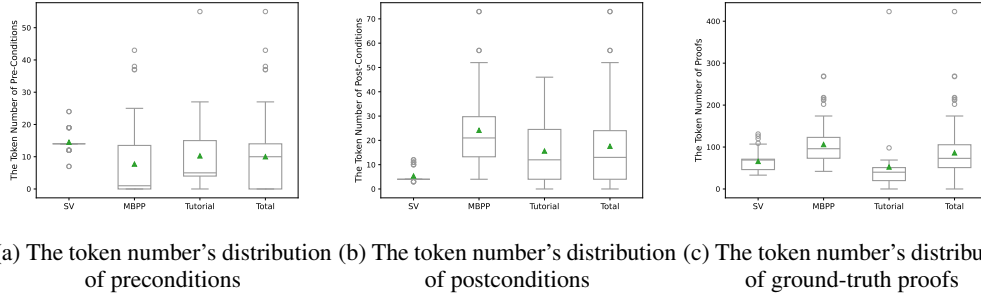 The Token Number of Pre-Conditions
50
40
30
20
10
0
SV MBPP Tutorial Total
The Token Number of Post-Conditions
70
60
50
40
30
20
10
0
SV MBPP Tutorial Total
The Token Number of Proofs
400
300
200
100
0
SV MBPP Tutorial Total
a) The token number's distribution
of preconditions
(b) The token number's distribution
of postconditions
(c) The token number's distribu
of ground-truth proofs